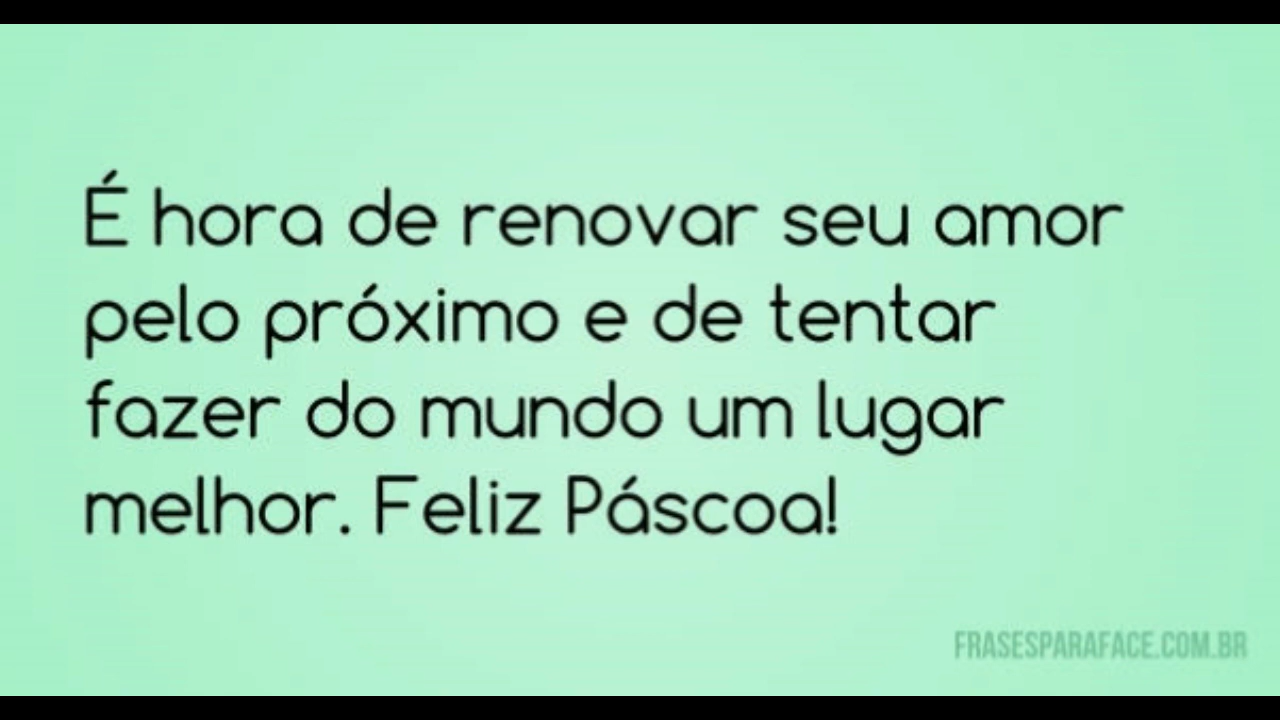 É hora de renovar seu amor
pelo próximo e de tentar
fazer do mundo um lugar
melhor. Feliz Páscoa!
FRASESPARAFACE.COM.BR